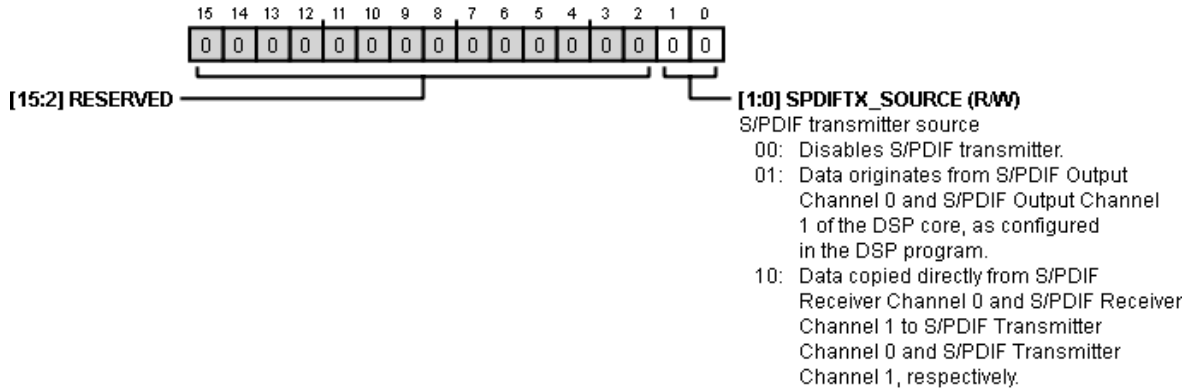 15 14 13 12 11 10 9 8 7 6 5 4 3 2 1 0
0 0 0 0 0 0 0 0 0 0 0 0 0 0 0 0
[15:2] RESERVED
[1:0] SPDIFTX_SOURCE (R/W)
S/PDIF transmitter source
00: Disables S/PDIF transmitter.
01: Data originates from S/PDIF Output
Channel 0 and S/PDIF Output Channel
1 of the DSP core, as configured
in the DSP program.
10: Data copied directly from S/PDIF
Receiver Channel 0 and S/PDIF Receiver
Channel 1 to S/PDIF Transmitter
Channel 0 and S/PDIF Transmitter
Channel 1, respectively.